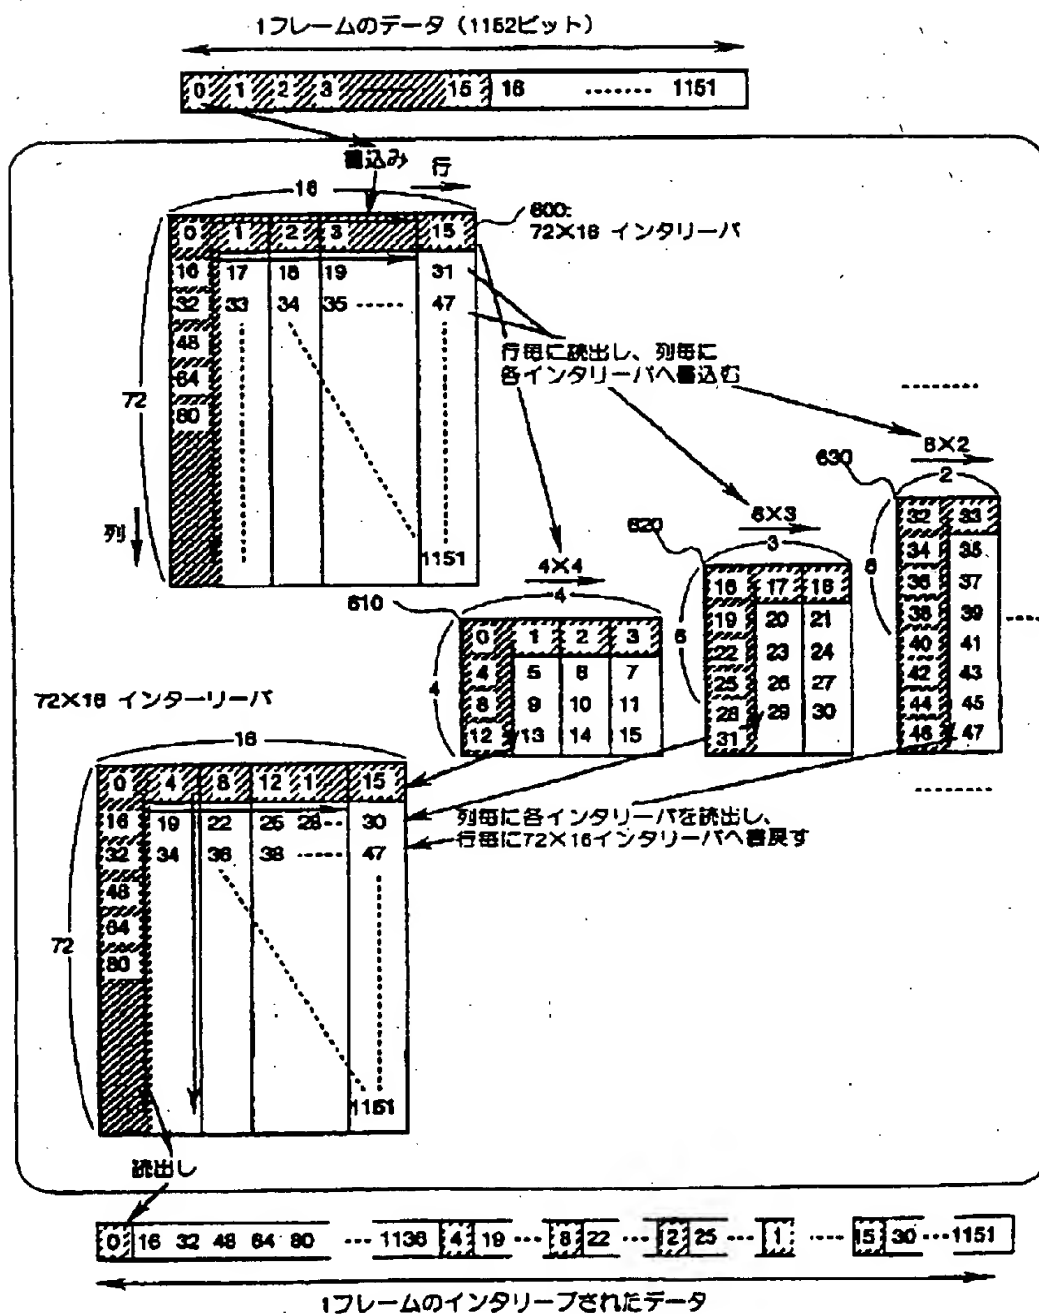 1フレームのデータ（1152ビット）
0 1 2 3 15 16 ……… 1151
書込み 行
16
600:
72×16 インタリーバ
0 1 2 3 15
16 17 18 19 31
32 33 34 35 ----- 47
48
64
80
72
列
1151
行毎に読出し、列毎に
各インタリーバへ書込む
4×4
4
610
4
0 1 2 3
4 5 6 7
8 9 10 11
12 13 14 15
6×3
3
620
6
16 17 18
19 20 21
22 23 24
25 26 27
28 29 30
31
8×2
2
630
8
32 33
34 35
36 37
38 39
40 41
42 43
44 45
46 47
72×16 インターリーバ
16
0 4 8 12 1 15
16 19 22 25 28-- 30
32 34 36 38 ----- 47
48
64
80
72
1151
列毎に各インタリーバを読出し、
行毎に72×16インタリーバへ書戻す
読出し
0 16 32 48 64 80 --- 1136 4 19 --- 8 22 --- 2 25 --- 1 ---- 15 30 --- 1151
1フレームのインタリーブされたデータ